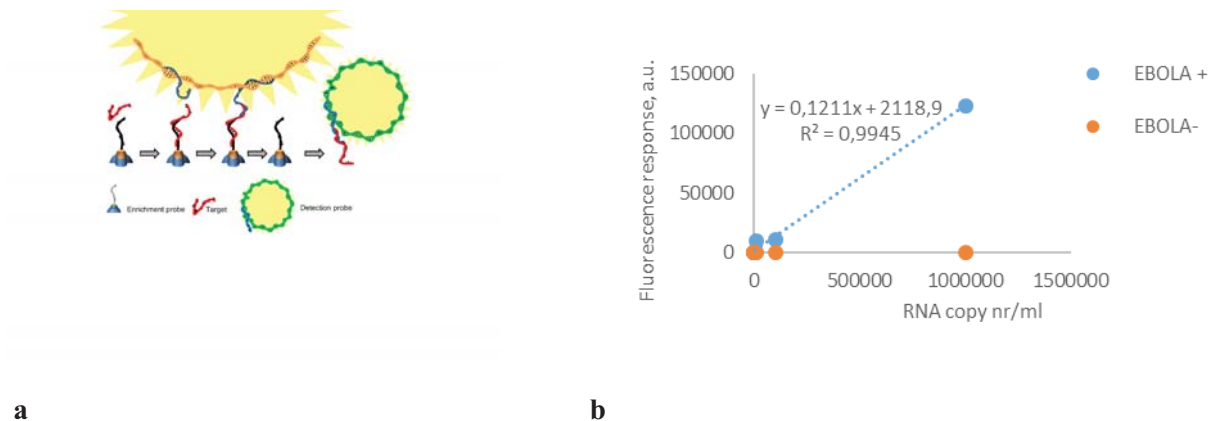 Enrichment probe
Target
Detection probe
a
Fluorescence response, a.u.
150000
100000
50000
0
y = 0,1211x + 2118,9
R² = 0,9945
0 500000 1000000 1500000
RNA copy nr/ml
EBOLA +
EBOLA-
b